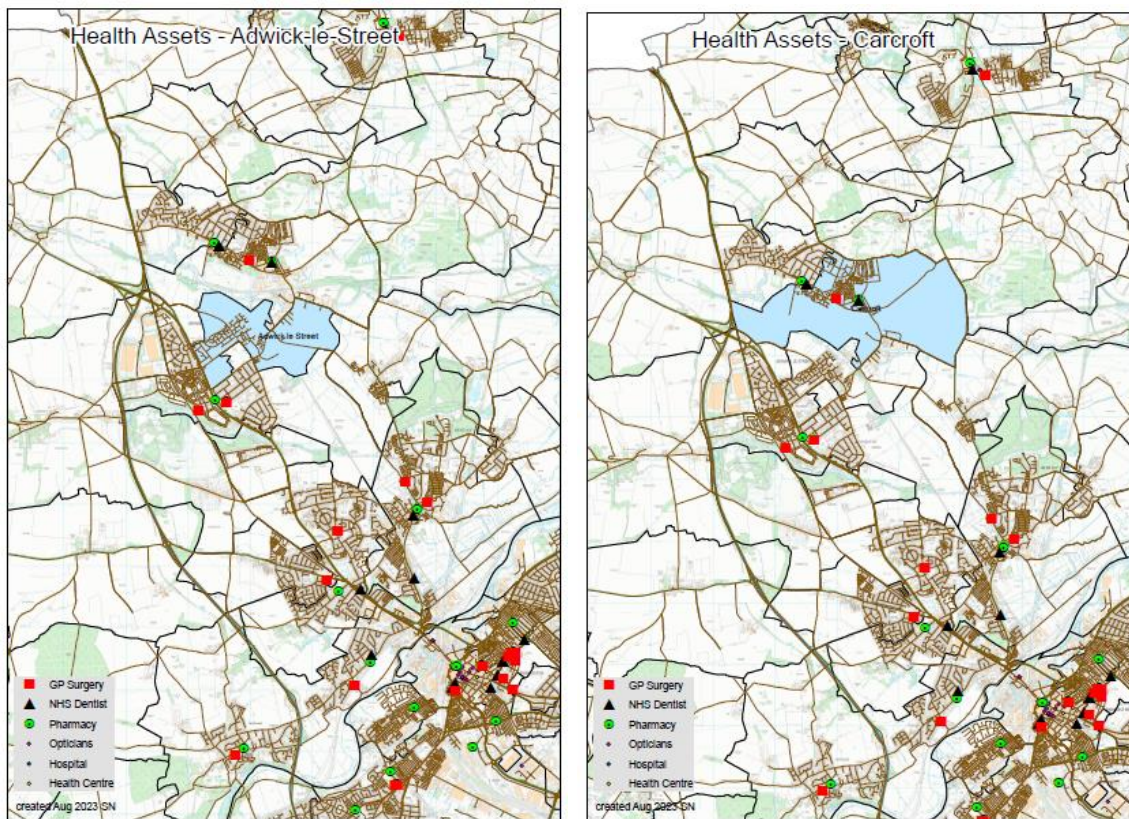 Health Assets - Adwick-le-Street
Adwick-le-Street
GP Surgery
NHS Dentist
Pharmacy
Opticians
Hospital
Health Centre
created Aug 2023 SN
Health Assets - Carcroft
GP Surgery
NHS Dentist
Pharmacy
Opticians
Hospital
Health Centre
created Aug 2023 SN